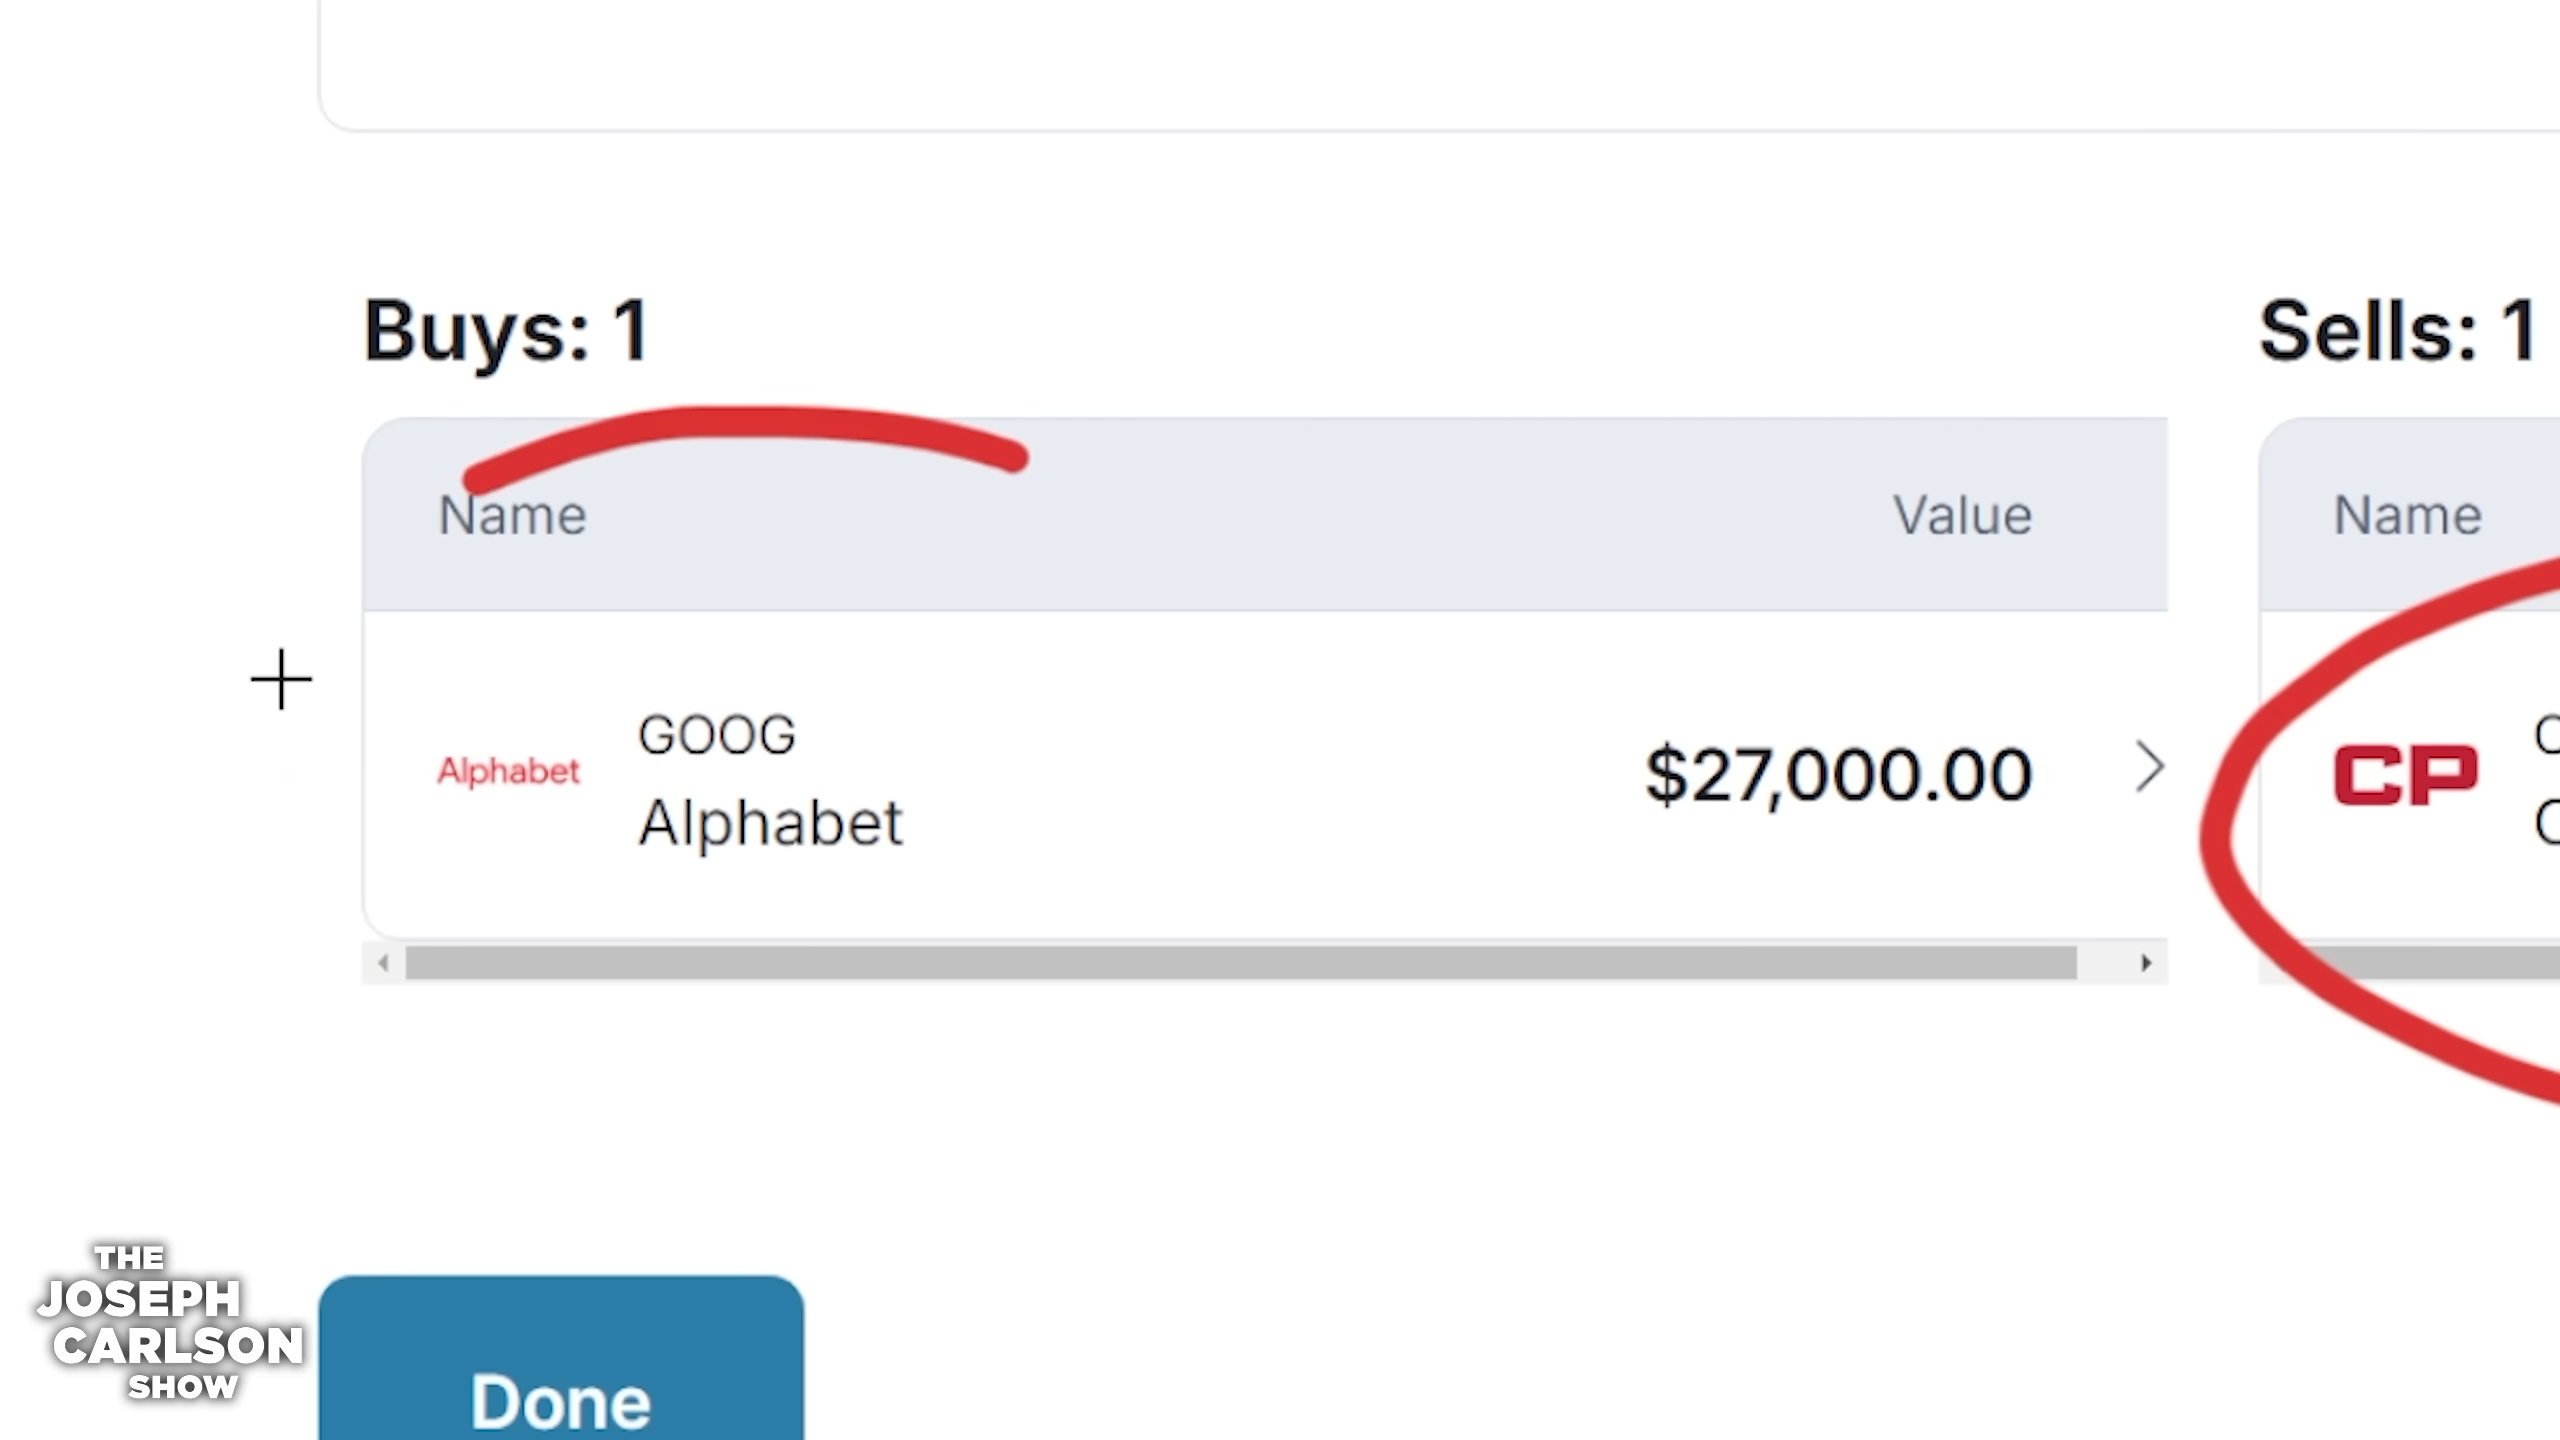 Buys: 1
Sells: 1
Name
Value
Name
Alphabet
GOOG
Alphabet
$27,000.00
CP
Done
THE
JOSEPH
CARLSON
SHOW